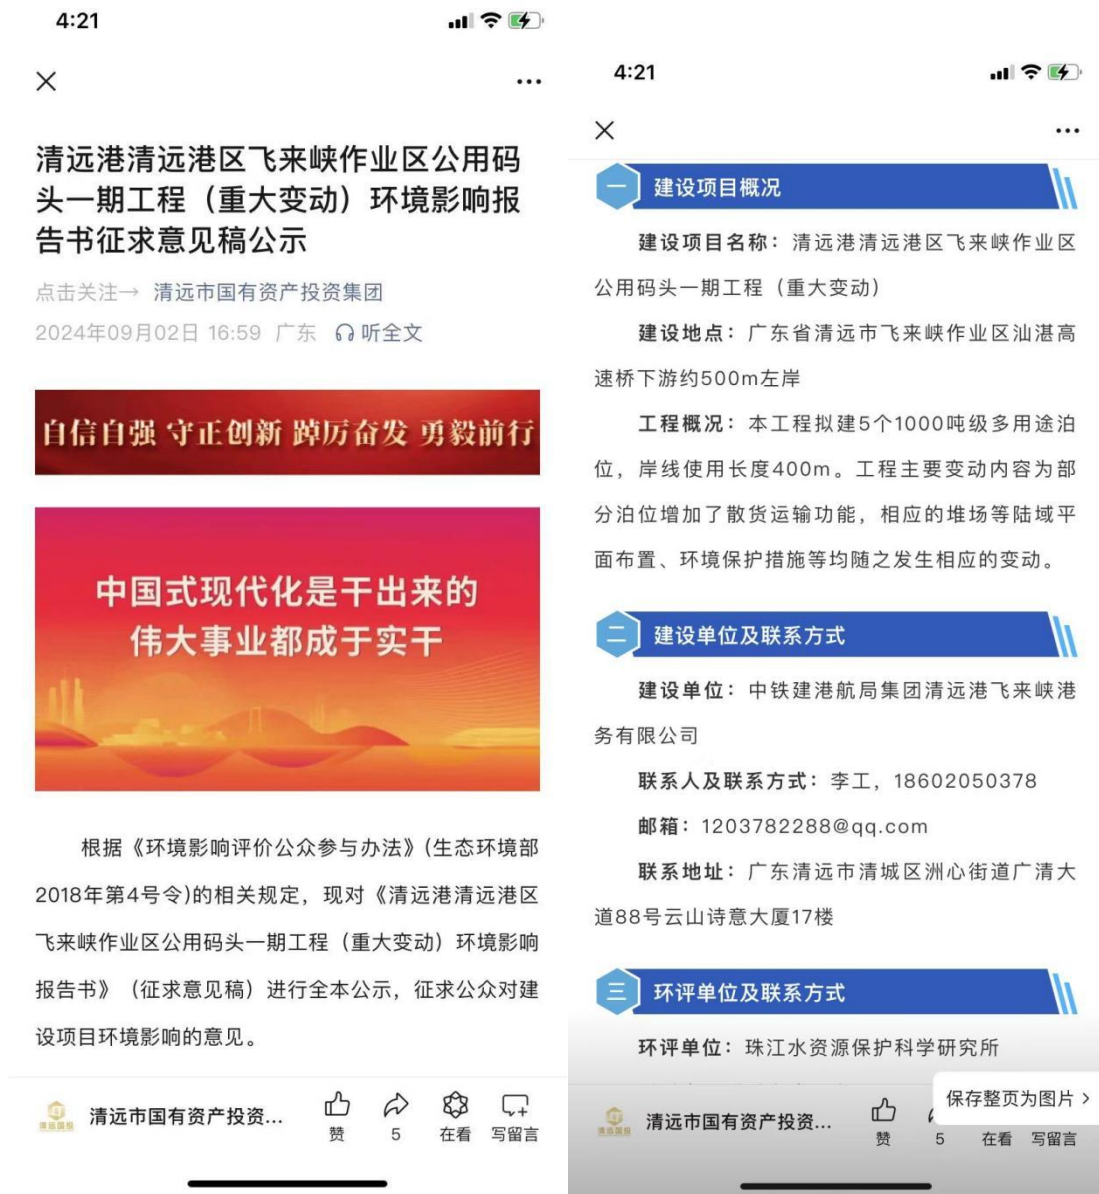 4:21
清远港清远港区飞来峡作业区公用码
头一期工程（重大变动）环境影响报
告书征求意见稿公示
点击关注→ 清远市国有资产投资集团
2024年09月02日 16:59 广东 听全文
自信自强 守正创新 踔厉奋发 勇毅前行
中国式现代化是干出来的
伟大事业都成于实干
根据《环境影响评价公众参与办法》(生态环境部
2018年第4号令)的相关规定，现对《清远港清远港区
飞来峡作业区公用码头一期工程（重大变动）环境影响
报告书》（征求意见稿）进行全本公示，征求公众对建
设项目环境影响的意见。
清远国投
清远市国有资产投资...
赞 5 在看 写留言
4:21
一 建设项目概况
建设项目名称：清远港清远港区飞来峡作业区
公用码头一期工程（重大变动）
建设地点：广东省清远市飞来峡作业区汕湛高
速桥下游约500m左岸
工程概况：本工程拟建5个1000吨级多用途泊
位，岸线使用长度400m。工程主要变动内容为部
分泊位增加了散货运输功能，相应的堆场等陆域平
面布置、环境保护措施等均随之发生相应的变动。
二 建设单位及联系方式
建设单位：中铁建港航局集团清远港飞来峡港
务有限公司
联系人及联系方式：李工，18602050378
邮箱：1203782288@qq.com
联系地址：广东清远市清城区洲心街道广清大
道88号云山诗意大厦17楼
三 环评单位及联系方式
环评单位：珠江水资源保护科学研究所
保存整页为图片 >
清远国投
清远市国有资产投资...
赞 5 在看 写留言